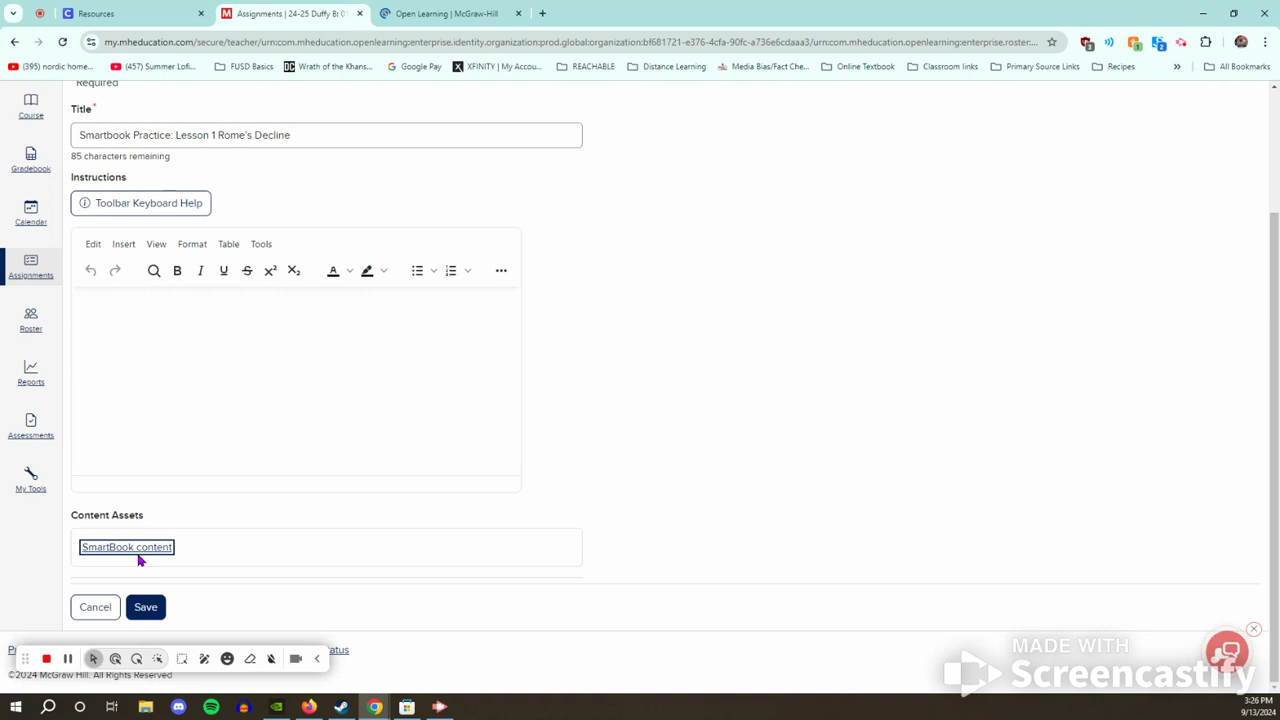 Resources
Assignments | 24-25 Duffy B: 01
Open Learning | McGraw-Hill
my.mheducation.com/secure/teacher/urn:com.mheducation.openlearning:enterprise.identity.organization:prod.global:organization:bf681721-e376-4cfa-90fc-a736e6cdaaa3/urn:com.mheducation.openlearning:enterprise.roster:...
(395) nordic home...
(457) Summer Lofi...
FUSD Basics
Wrath of the Khans...
Google Pay
XFINITY | My Accou...
REACHABLE
Distance Learning
Media Bias/Fact Che...
Online Textbook
Classroom links
Primary Source Links
Recipes
All Bookmarks
Required
Course
Gradebook
Calendar
Assignments
Roster
Reports
Assessments
My Tools
Title*
Smartbook Practice: Lesson 1 Rome's Decline
85 characters remaining
Instructions
Toolbar Keyboard Help
Edit Insert View Format Table Tools
Content Assets
SmartBook content
Cancel
Save
©2024 McGraw Hill. All Rights Reserved
MADE WITH
Screencastify
3:26 PM
9/13/2024